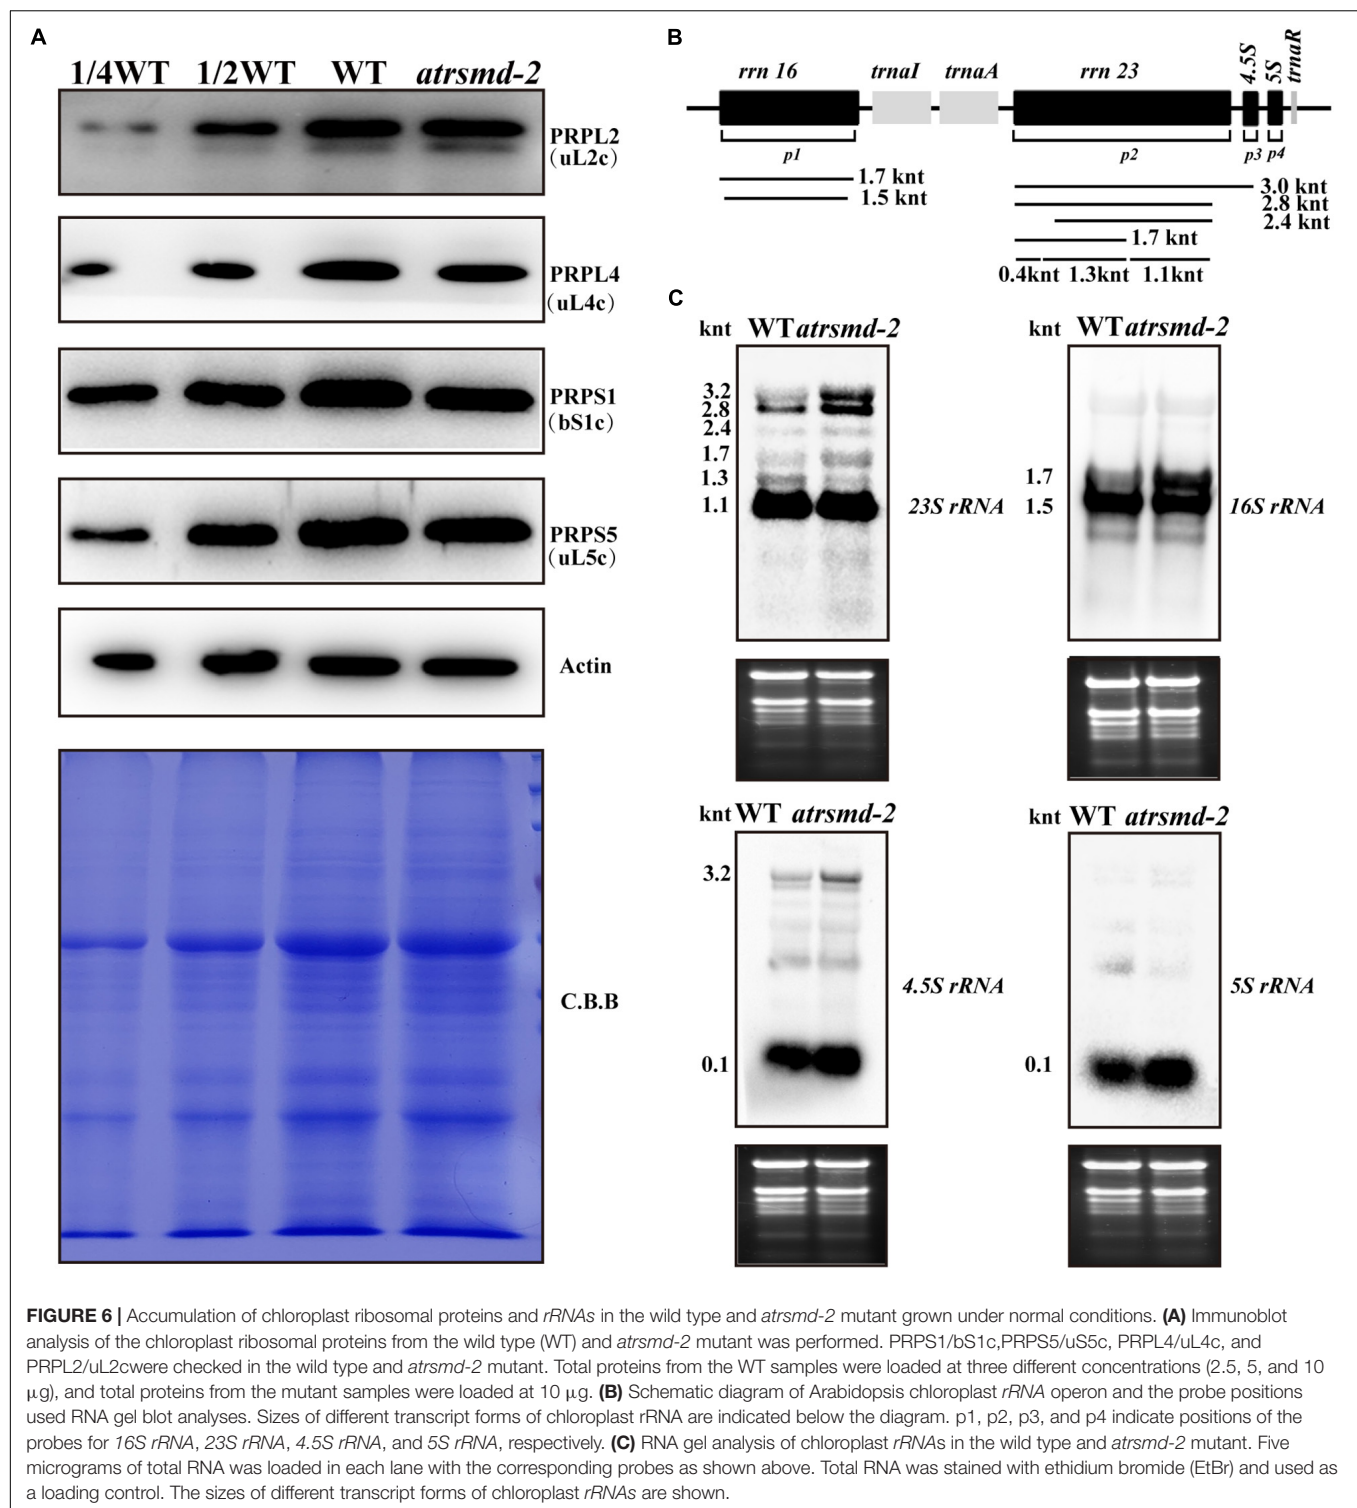 A
1/4WT 1/2WT WT atrsmd-2
PRPL2
(uL2c)
PRPL4
(uL4c)
PRPS1
(bS1c)
PRPS5
(uL5c)
Actin
C.B.B
B
rrn 16 trnaI trnaA rrn 23 4.5S 5S trnaR
p1 p2 p3 p4
1.7 knt
1.5 knt
3.0 knt
2.8 knt
2.4 knt
1.7 knt
0.4knt 1.3knt 1.1knt
C
knt WT atrsmd-2
3.2
2.8
2.4
1.7
1.3
1.1
23S rRNA
knt WT atrsmd-2
1.7
1.5
16S rRNA
knt WT atrsmd-2
3.2
0.1
4.5S rRNA
knt WT atrsmd-2
0.1
5S rRNA
FIGURE 6 | Accumulation of chloroplast ribosomal proteins and rRNAs in the wild type and atrsmd-2 mutant grown under normal conditions. (A) Immunoblot
analysis of the chloroplast ribosomal proteins from the wild type (WT) and atrsmd-2 mutant was performed. PRPS1/bS1c,PRPS5/uS5c, PRPL4/uL4c, and
PRPL2/uL2cwere checked in the wild type and atrsmd-2 mutant. Total proteins from the WT samples were loaded at three different concentrations (2.5, 5, and 10
μg), and total proteins from the mutant samples were loaded at 10 μg. (B) Schematic diagram of Arabidopsis chloroplast rRNA operon and the probe positions
used RNA gel blot analyses. Sizes of different transcript forms of chloroplast rRNA are indicated below the diagram. p1, p2, p3, and p4 indicate positions of the
probes for 16S rRNA, 23S rRNA, 4.5S rRNA, and 5S rRNA, respectively. (C) RNA gel analysis of chloroplast rRNAs in the wild type and atrsmd-2 mutant. Five
micrograms of total RNA was loaded in each lane with the corresponding probes as shown above. Total RNA was stained with ethidium bromide (EtBr) and used as
a loading control. The sizes of different transcript forms of chloroplast rRNAs are shown.